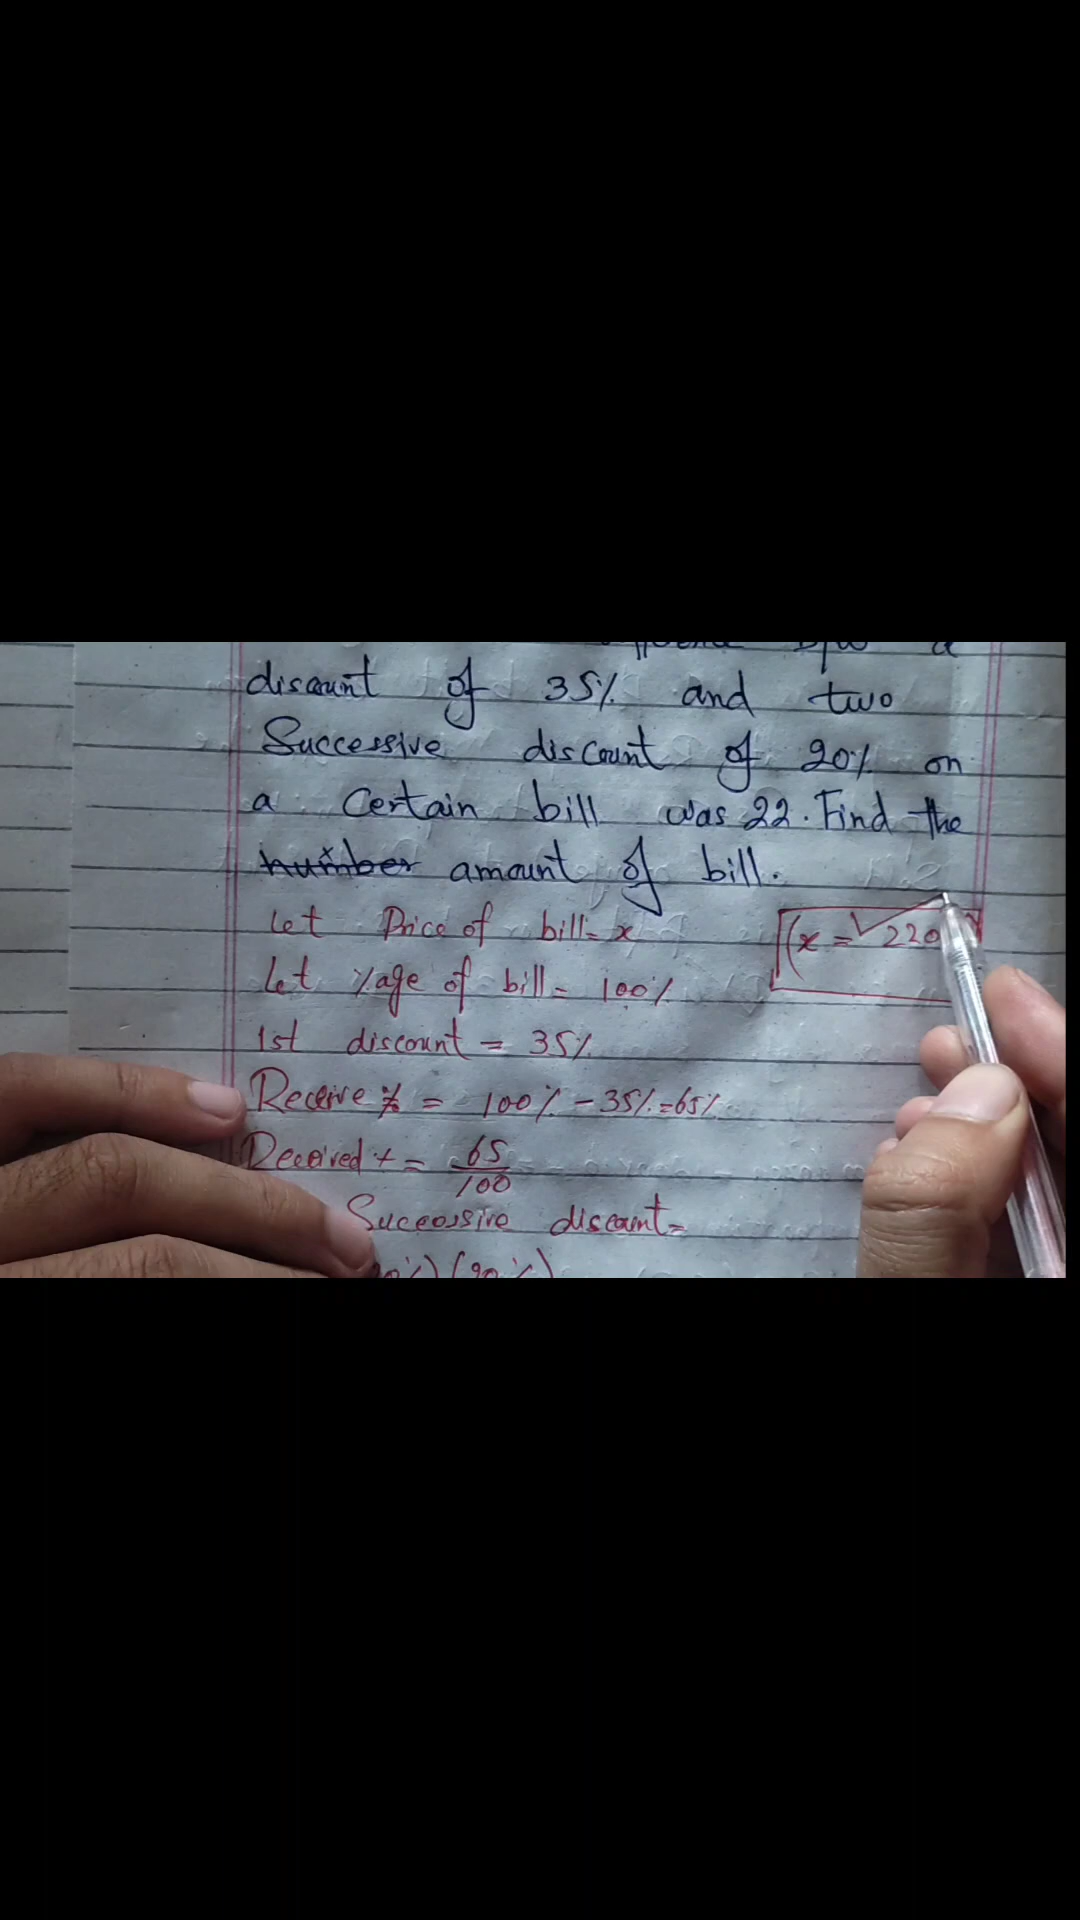 a
discount of 35% and two
Successive discount of 20% on
a Certain bill was 22. Find the
number amount of bill.
Let Price of bill = x
(x = 220
Let %age of bill = 100%
1st discount = 35%
Receive % = 100% - 35% = 65%
= 65/100
Successive discount =